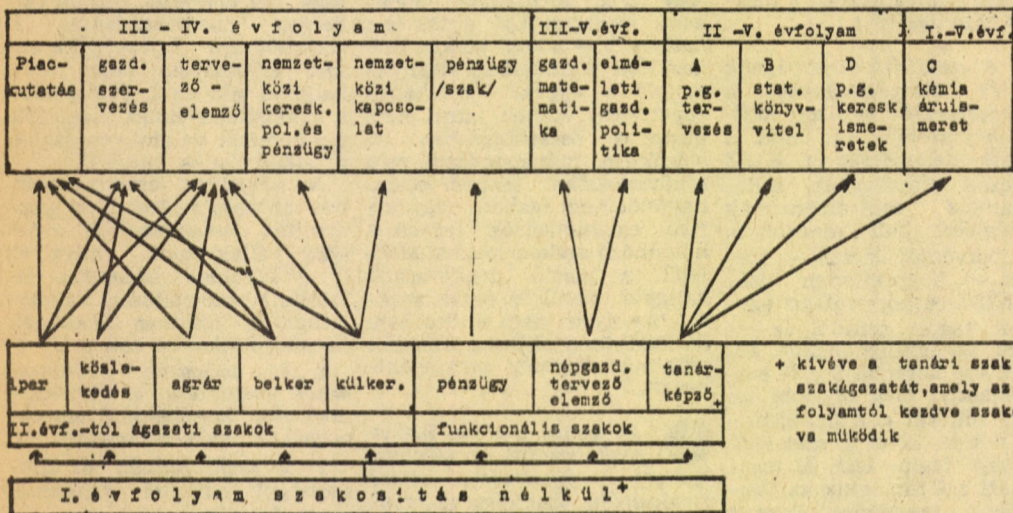 III - IV. évfolyam
III-V.évf.
II -V. évfolyam
I.-V.évf.
Piac-
kutatás
gazd.
szer-
vezés
terve-
ző -
elemző
nemzet-
közi
keresk.
pol.és
pénzügy
nemzet-
közi
kapcso-
lat
pénzügy
/szak/
gazd.
mate-
mati-
ka
elmé-
leti
gazd.
poli-
tika
A
p.g.
ter-
vezés
B
stat.
könyv-
vitel
D
p.g.
keresk.
isme-
retek
C
kémia
áruis-
meret
ipar
közle-
kedés
agrár
belker
külker.
pénzügy
népgazd.
tervező
elemző
tanár-
képző+
II.évf.-tól ágazati szakok
funkcionális szakok
I. évfolyam szakosítás nélkül+
+ kivéve a tanári szak
szakágazatát,amely az
folyamtól kezdve szako
va működik